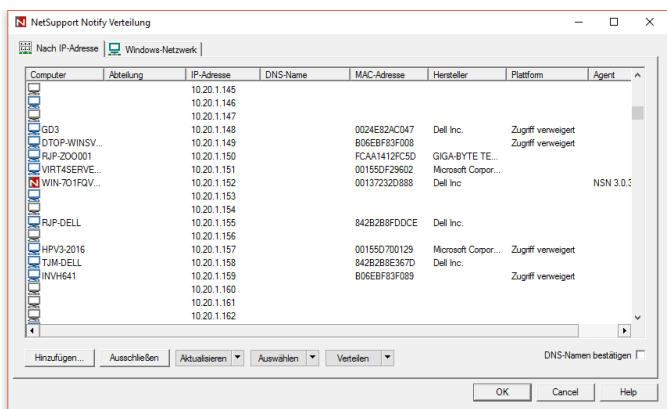 NetSupport Notify Verteilung
Nach IP-Adresse Windows-Netzwerk
Computer Abteilung IP-Adresse DNS-Name MAC-Adresse Hersteller Plattform Agent
10.20.1.145
10.20.1.146
10.20.1.147
GD3 10.20.1.148 0024E82AC047 Dell Inc. Zugriff verweigert
DTOP-WINSV... 10.20.1.149 B06EBF83F008 Zugriff verweigert
RJP-ZOO001 10.20.1.150 FCAA1412FC5D GIGA-BYTE TE...
VIRT4SERVE... 10.20.1.151 00155DF29602 Microsoft Corpor...
WIN-7O1FQV... 10.20.1.152 00137232D888 Dell Inc NSN 3.0.3
10.20.1.153
10.20.1.154
RJP-DELL 10.20.1.155 842B2B8FDDCE Dell Inc.
10.20.1.156
HPV3-2016 10.20.1.157 00155D700129 Microsoft Corpor... Zugriff verweigert
TJM-DELL 10.20.1.158 842B2B8E367D Dell Inc.
INVH641 10.20.1.159 B06EBF83F089 Zugriff verweigert
10.20.1.160
10.20.1.161
10.20.1.162
Hinzufügen... Ausschließen Aktualisieren Auswählen Verteilen DNS-Namen bestätigen
OK Cancel Help